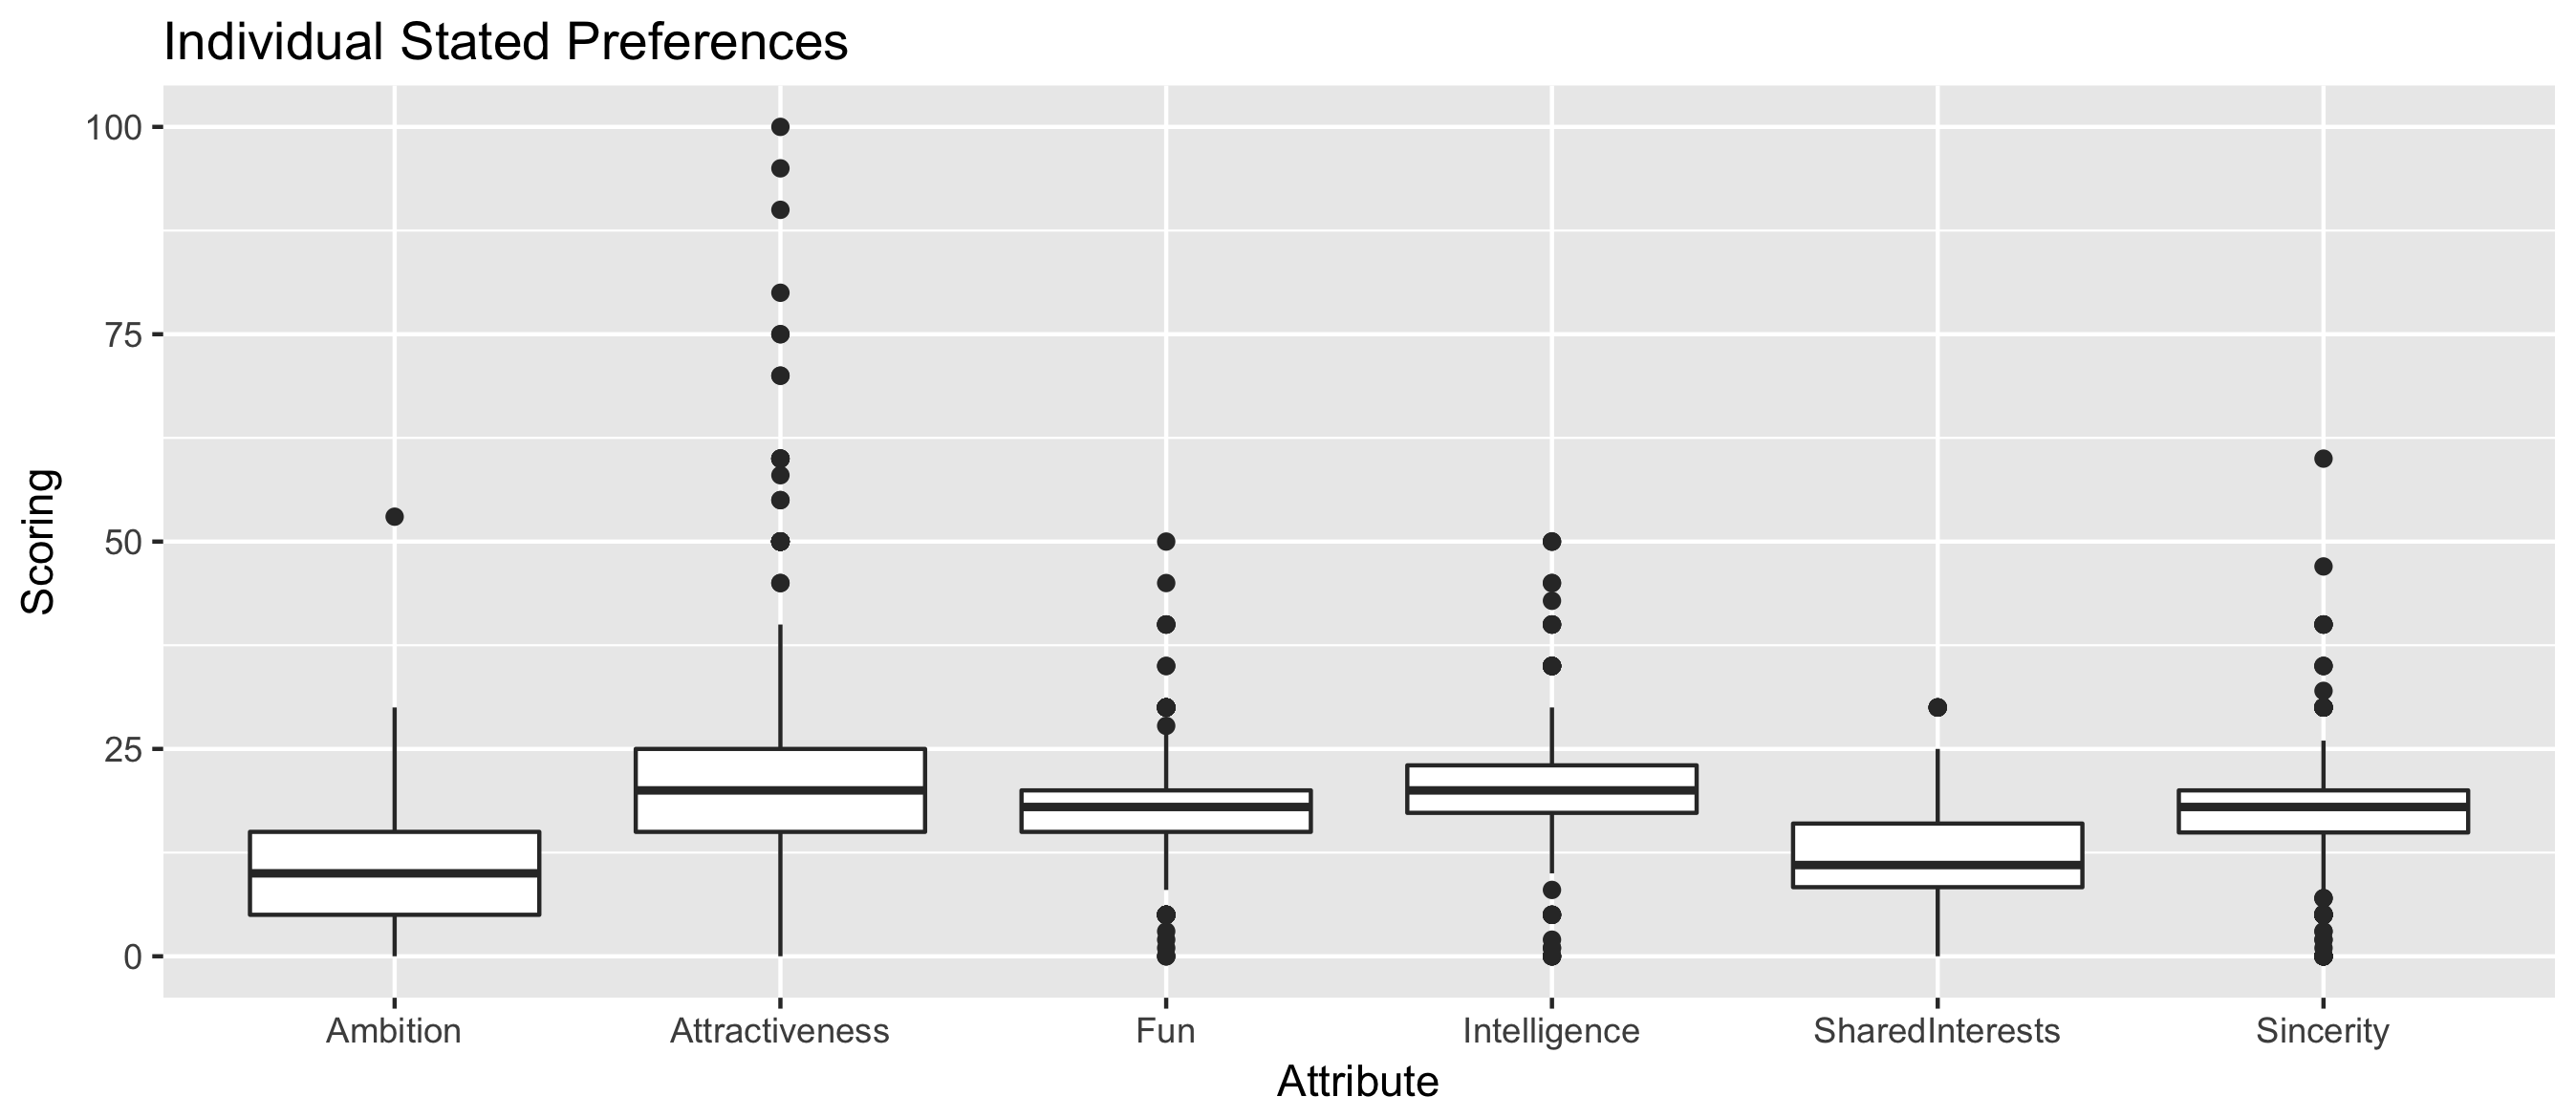 Individual Stated Preferences
100
75
50
25
0
Scoring
Ambition
Attractiveness
Fun
Intelligence
SharedInterests
Sincerity
Attribute